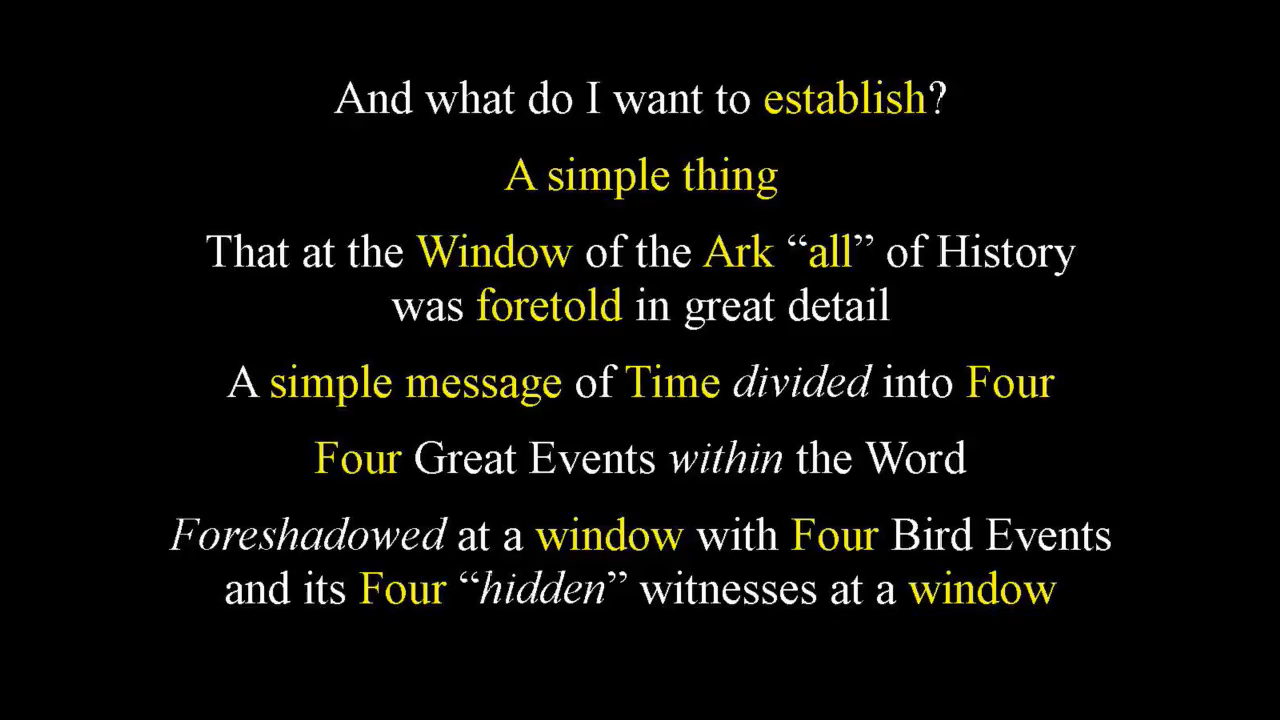 And what do I want to establish?
A simple thing
That at the Window of the Ark “all” of History
was foretold in great detail
A simple message of Time divided into Four
Four Great Events within the Word
Foreshadowed at a window with Four Bird Events
and its Four “hidden” witnesses at a window